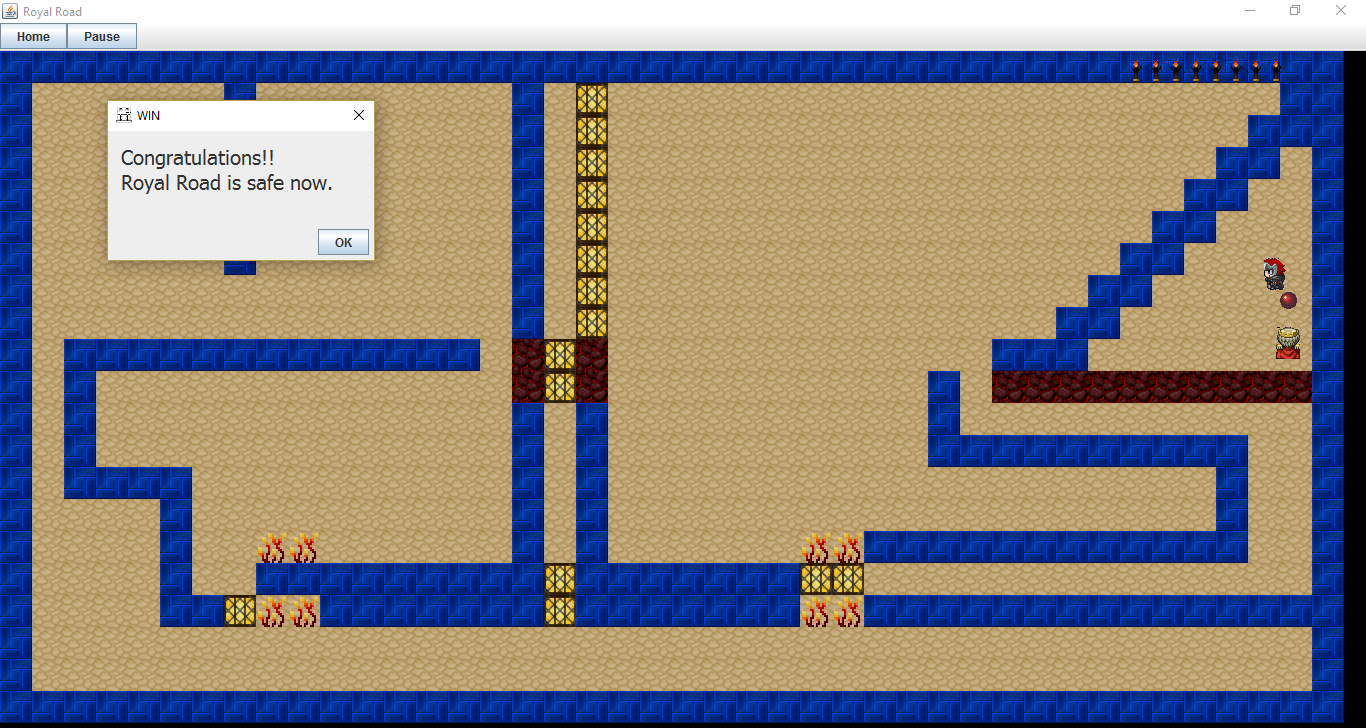 Royal Road
Home Pause
WIN
Congratulations!!
Royal Road is safe now.
OK